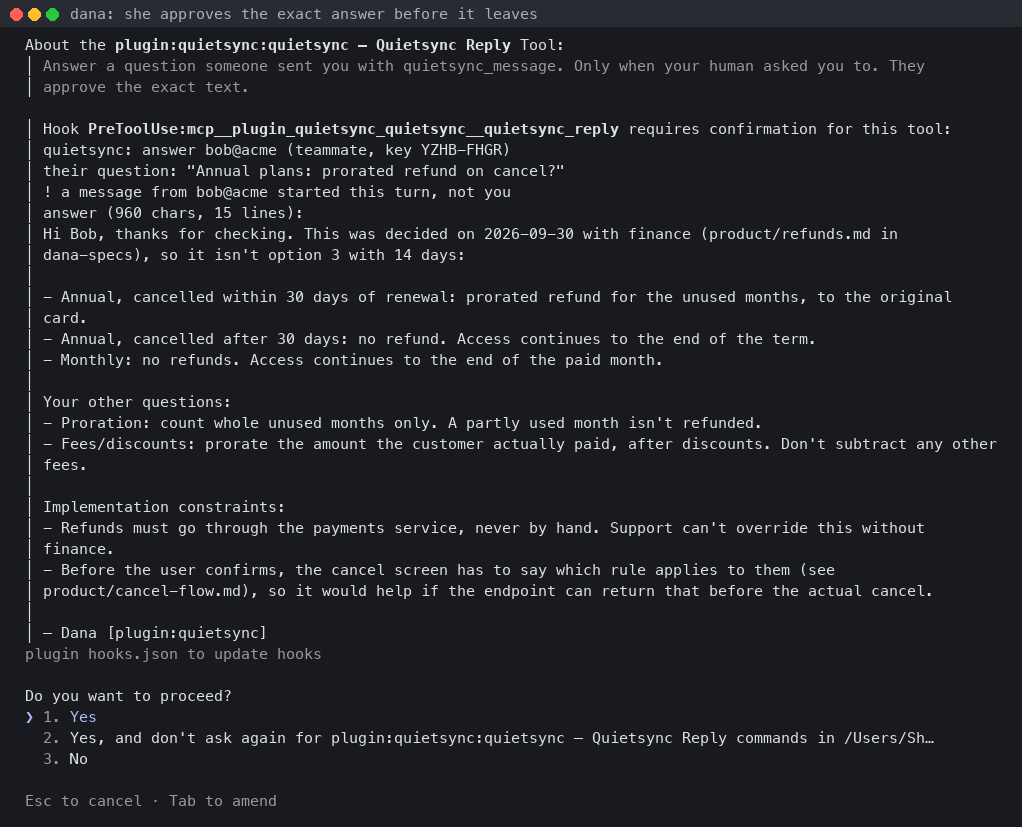 dana: she approves the exact answer before it leaves
About the plugin:quietsync:quietsync — Quietsync Reply Tool:
│ Answer a question someone sent you with quietsync_message. Only when your human asked you to. They
│ approve the exact text.
│ Hook PreToolUse:mcp__plugin_quietsync_quietsync__quietsync_reply requires confirmation for this tool:
│ quietsync: answer bob@acme (teammate, key YZHB-FHGR)
│ their question: "Annual plans: prorated refund on cancel?"
│ ! a message from bob@acme started this turn, not you
│ answer (960 chars, 15 lines):
│ Hi Bob, thanks for checking. This was decided on 2026-09-30 with finance (product/refunds.md in
│ dana-specs), so it isn't option 3 with 14 days:
│
│ - Annual, cancelled within 30 days of renewal: prorated refund for the unused months, to the original
│ card.
│ - Annual, cancelled after 30 days: no refund. Access continues to the end of the term.
│ - Monthly: no refunds. Access continues to the end of the paid month.
│
│ Your other questions:
│ - Proration: count whole unused months only. A partly used month isn't refunded.
│ - Fees/discounts: prorate the amount the customer actually paid, after discounts. Don't subtract any other
│ fees.
│
│ Implementation constraints:
│ - Refunds must go through the payments service, never by hand. Support can't override this without
│ finance.
│ - Before the user confirms, the cancel screen has to say which rule applies to them (see
│ product/cancel-flow.md), so it would help if the endpoint can return that before the actual cancel.
│
│ — Dana [plugin:quietsync]
plugin hooks.json to update hooks
Do you want to proceed?
❯ 1. Yes
2. Yes, and don't ask again for plugin:quietsync:quietsync — Quietsync Reply commands in /Users/Sh…
3. No
Esc to cancel · Tab to amend